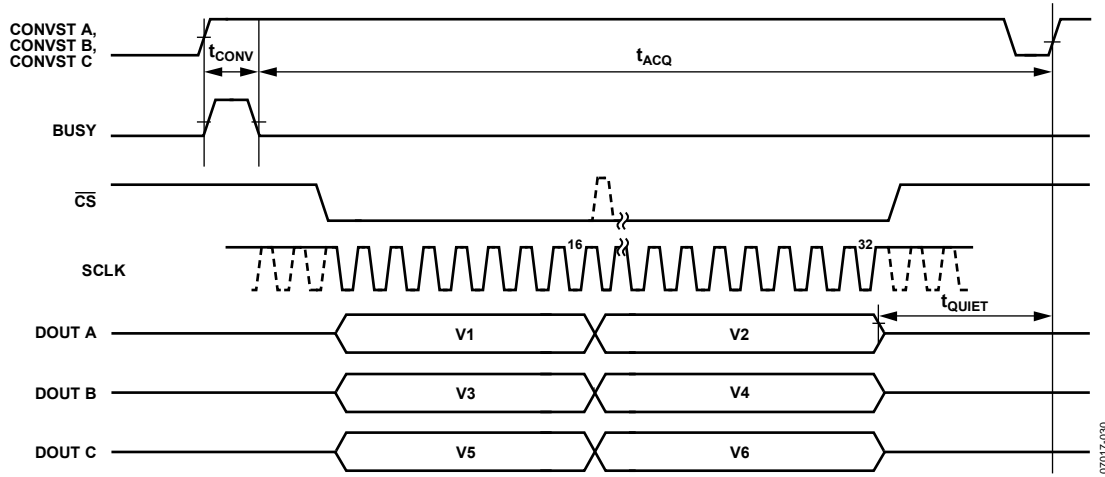 CONVST A,
CONVST B,
CONVST C
tCONV
tACQ
BUSY
CS
SCLK
16
32
tQUIET
DOUT A
V1
V2
DOUT B
V3
V4
DOUT C
V5
V6
07017-030